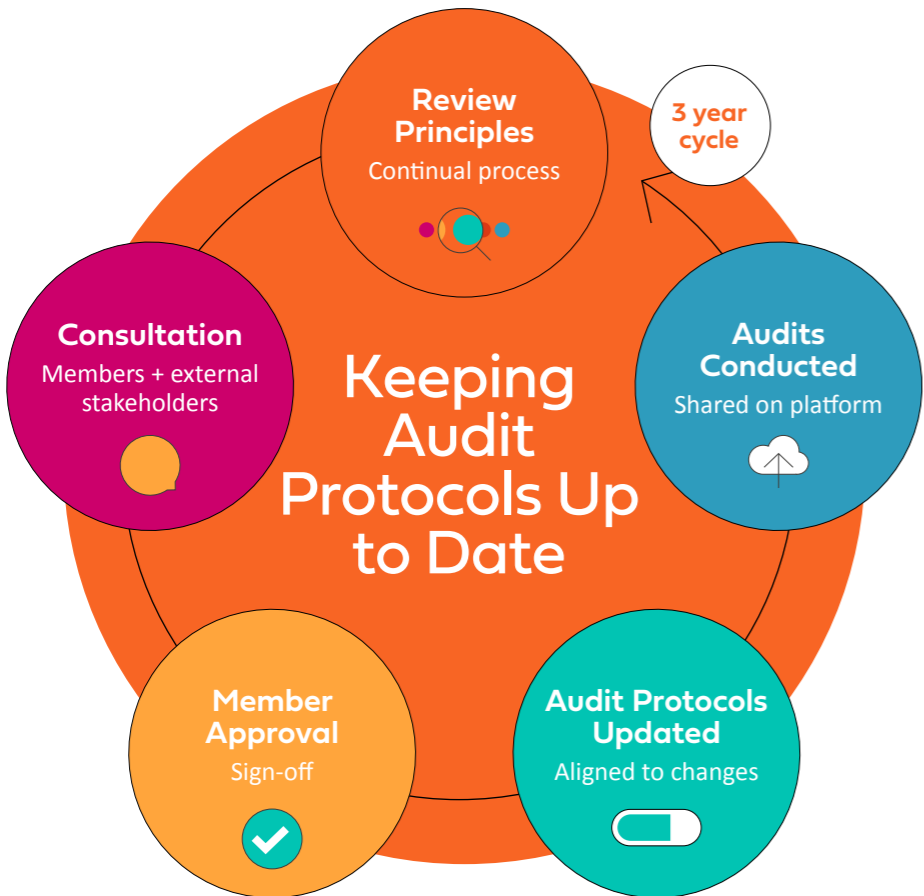 Review
Principles
Continual process
3 year
cycle
Consultation
Members + external
stakeholders
Audits
Conducted
Shared on platform
Keeping
Audit
Protocols Up
to Date
Member
Approval
Sign-off
Audit Protocols
Updated
Aligned to changes